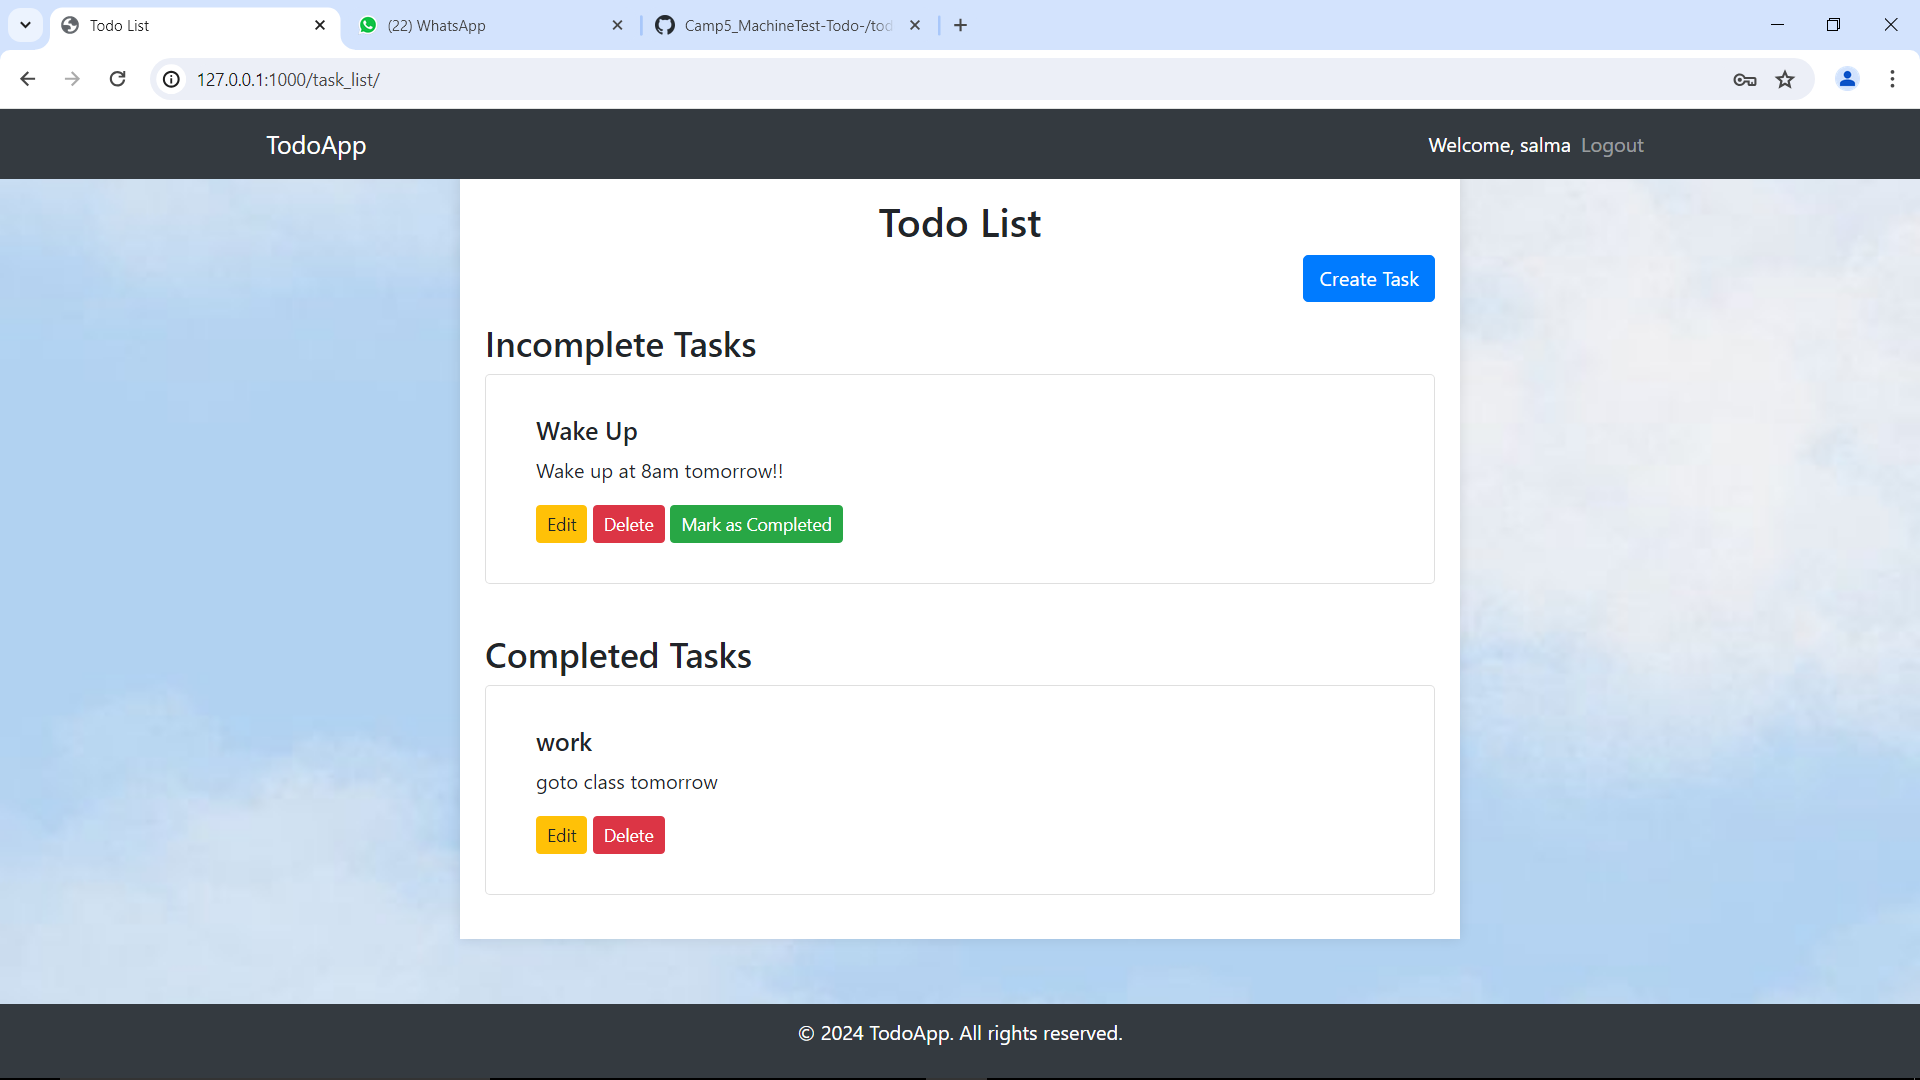 Todo List
(22) WhatsApp
Camp5_MachineTest-Todo-/tod
127.0.0.1:1000/task_list/
TodoApp
Welcome, salma Logout
Todo List
Create Task
Incomplete Tasks
Wake Up
Wake up at 8am tomorrow!!
Edit Delete Mark as Completed
Completed Tasks
work
goto class tomorrow
Edit Delete
© 2024 TodoApp. All rights reserved.